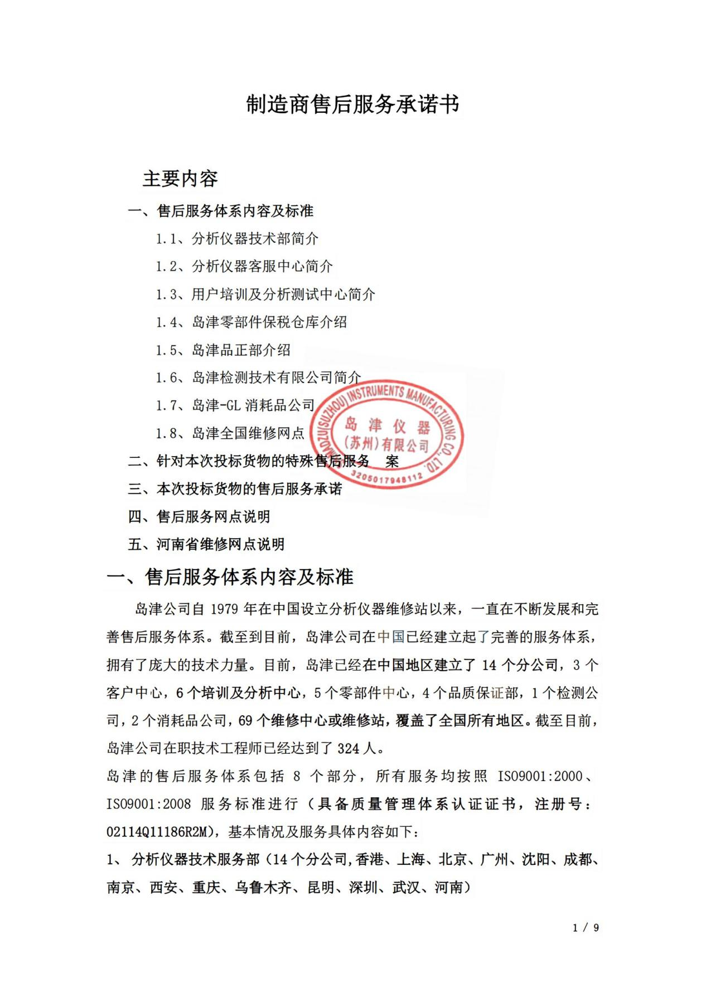 制造商售后服务承诺书
主要内容
一、售后服务体系内容及标准
1.1、分析仪器技术部简介
1.2、分析仪器客服中心简介
1.3、用户培训及分析测试中心简介
1.4、岛津零部件保税仓库介绍
1.5、岛津品正部介绍
1.6、岛津检测技术有限公司简介
1.7、岛津-GL 消耗品公司
1.8、岛津全国维修网点
SHIMADZU(SUZHOU) INSTRUMENTS MANUFACTURING CO.,LTD.
岛津仪器
(苏州)有限公司
3205017948112
二、针对本次投标货物的特殊售后服务 案
三、本次投标货物的售后服务承诺
四、售后服务网点说明
五、河南省维修网点说明
一、售后服务体系内容及标准
岛津公司自 1979 年在中国设立分析仪器维修站以来，一直在不断发展和完
善售后服务体系。截至到目前，岛津公司在中国已经建立起了完善的服务体系，
拥有了庞大的技术力量。目前，岛津已经在中国地区建立了 14 个分公司，3 个
客户中心，6 个培训及分析中心，5 个零部件中心，4 个品质保证部，1 个检测公
司，2 个消耗品公司，69 个维修中心或维修站，覆盖了全国所有地区。截至目前，
岛津公司在职技术工程师已经达到了 324 人。
岛津的售后服务体系包括 8 个部分，所有服务均按照 ISO9001:2000、
ISO9001:2008 服务标准进行（具备质量管理体系认证证书，注册号：
02114Q11186R2M），基本情况及服务具体内容如下：
1、 分析仪器技术服务部（14 个分公司,香港、上海、北京、广州、沈阳、成都、
南京、西安、重庆、乌鲁木齐、昆明、深圳、武汉、河南）
1 / 9